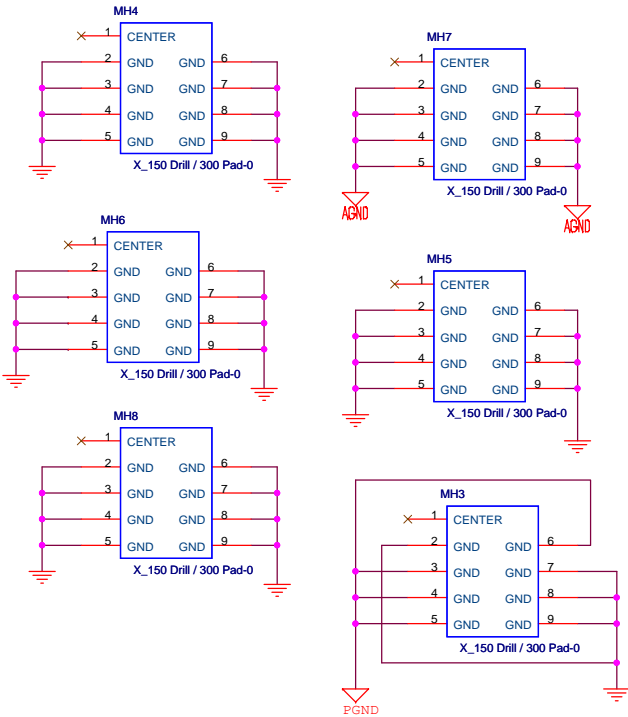 MH4
1 CENTER
2 GND GND 6
3 GND GND 7
4 GND GND 8
5 GND GND 9
X_150 Drill / 300 Pad-0
MH7
1 CENTER
2 GND GND 6
3 GND GND 7
4 GND GND 8
5 GND GND 9
X_150 Drill / 300 Pad-0
AGND AGND
MH6
1 CENTER
2 GND GND 6
3 GND GND 7
4 GND GND 8
5 GND GND 9
X_150 Drill / 300 Pad-0
MH5
1 CENTER
2 GND GND 6
3 GND GND 7
4 GND GND 8
5 GND GND 9
X_150 Drill / 300 Pad-0
MH8
1 CENTER
2 GND GND 6
3 GND GND 7
4 GND GND 8
5 GND GND 9
X_150 Drill / 300 Pad-0
MH3
1 CENTER
2 GND GND 6
3 GND GND 7
4 GND GND 8
5 GND GND 9
X_150 Drill / 300 Pad-0
PGND